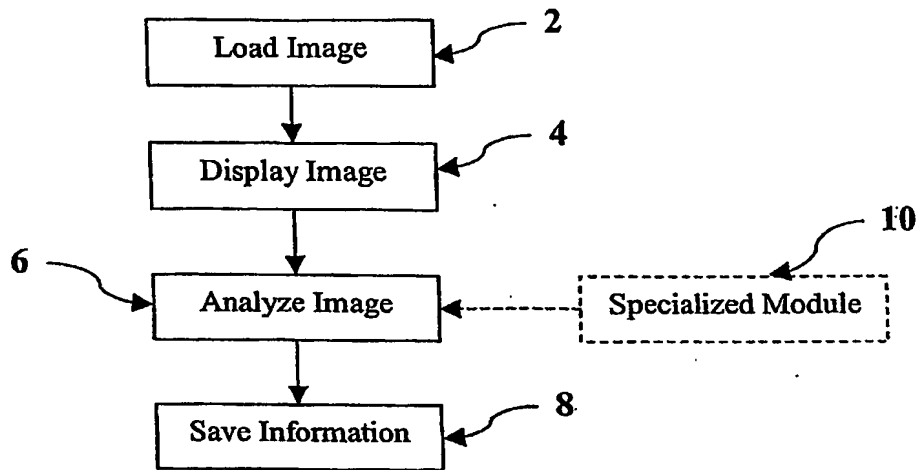 Load Image
2
Display Image
4
10
6
Analyze Image
Specialized Module
Save Information
8